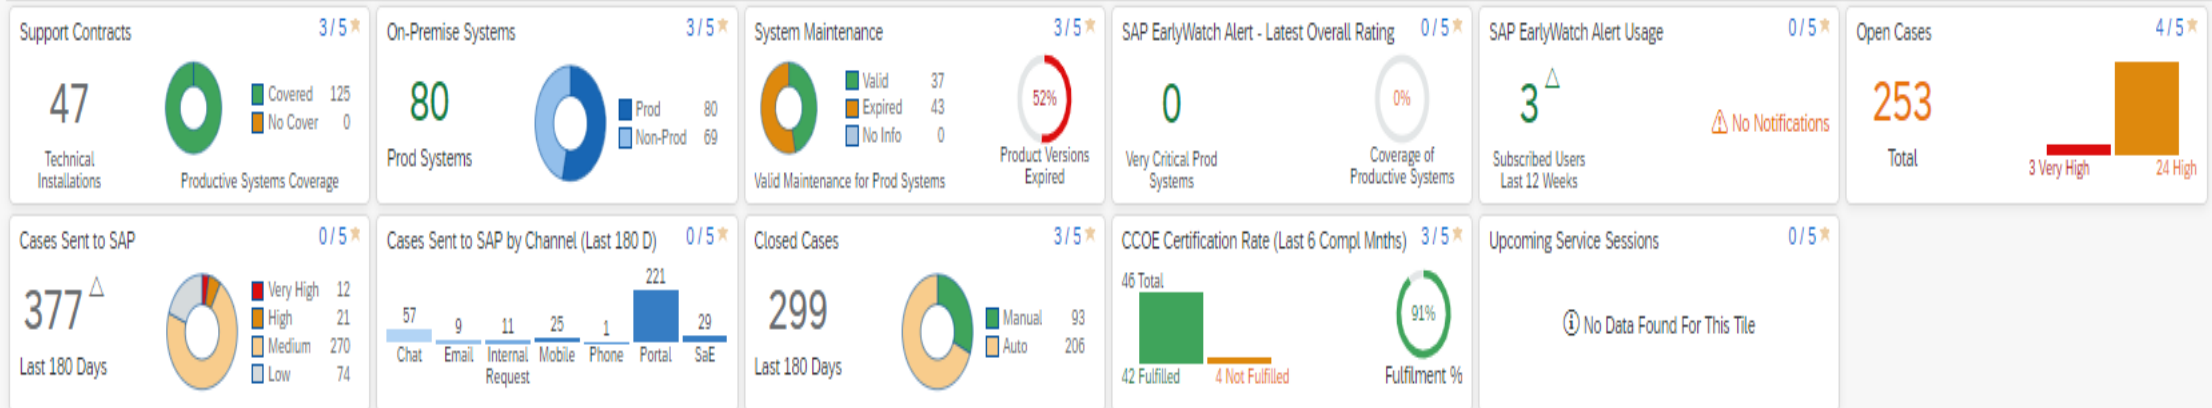 Support Contracts 3 / 5
47
Technical
Installations
Covered 125
No Cover 0
Productive Systems Coverage
On-Premise Systems 3 / 5
80
Prod Systems
Prod 80
Non-Prod 69
System Maintenance 3 / 5
Valid 37
Expired 43
No Info 0
Valid Maintenance for Prod Systems
52%
Product Versions
Expired
SAP EarlyWatch Alert - Latest Overall Rating 0 / 5
0
Very Critical Prod
Systems
0%
Coverage of
Productive Systems
SAP EarlyWatch Alert Usage 0 / 5
3
Subscribed Users
Last 12 Weeks
No Notifications
Open Cases 4 / 5
253
Total
3 Very High
24 High
Cases Sent to SAP 0 / 5
377
Last 180 Days
Very High 12
High 21
Medium 270
Low 74
Cases Sent to SAP by Channel (Last 180 D) 0 / 5
57 9 11 25 1 221 29
Chat Email Internal Mobile Phone Portal SaE
Request
Closed Cases 3 / 5
299
Last 180 Days
Manual 93
Auto 206
CCOE Certification Rate (Last 6 Compl Mnths) 3 / 5
46 Total
42 Fulfilled
4 Not Fulfilled
91%
Fulfilment %
Upcoming Service Sessions 0 / 5
No Data Found For This Tile